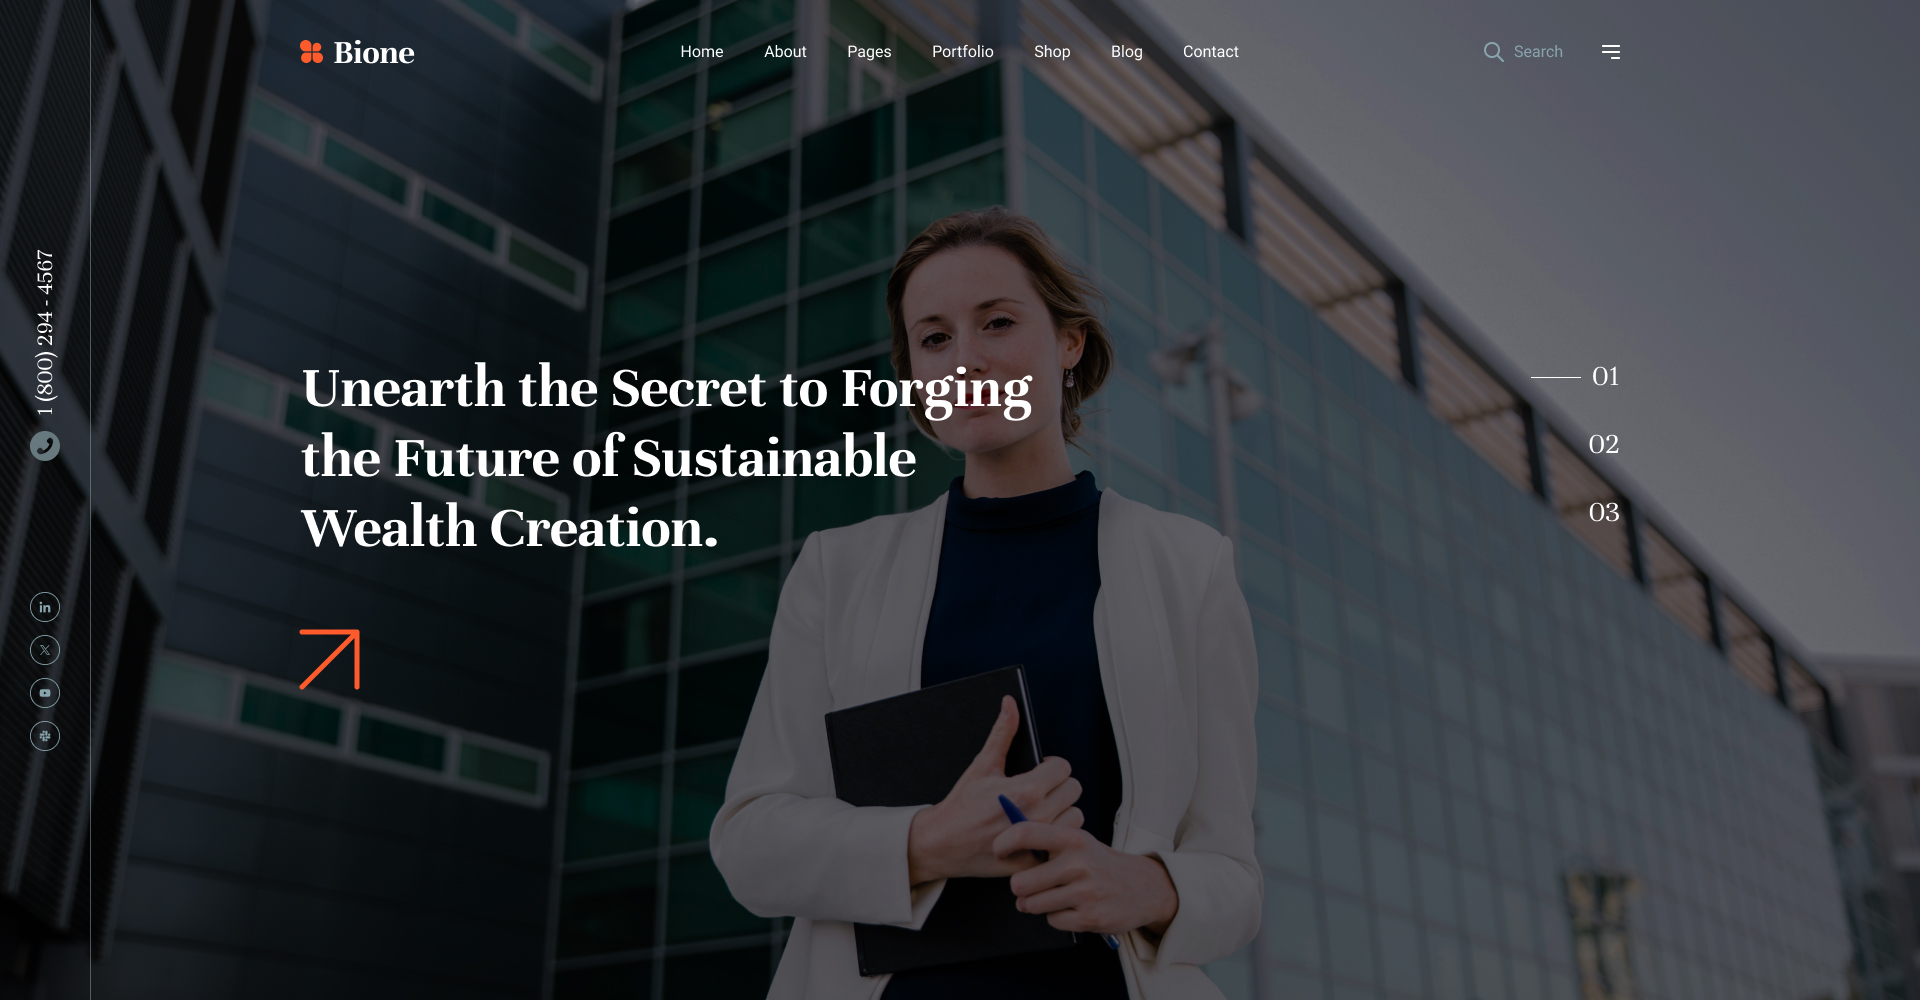 Bione
Home
About
Pages
Portfolio
Shop
Blog
Contact
Search
1 (800) 294 - 4567
Unearth the Secret to Forging
the Future of Sustainable
Wealth Creation.
01
02
03
in
X